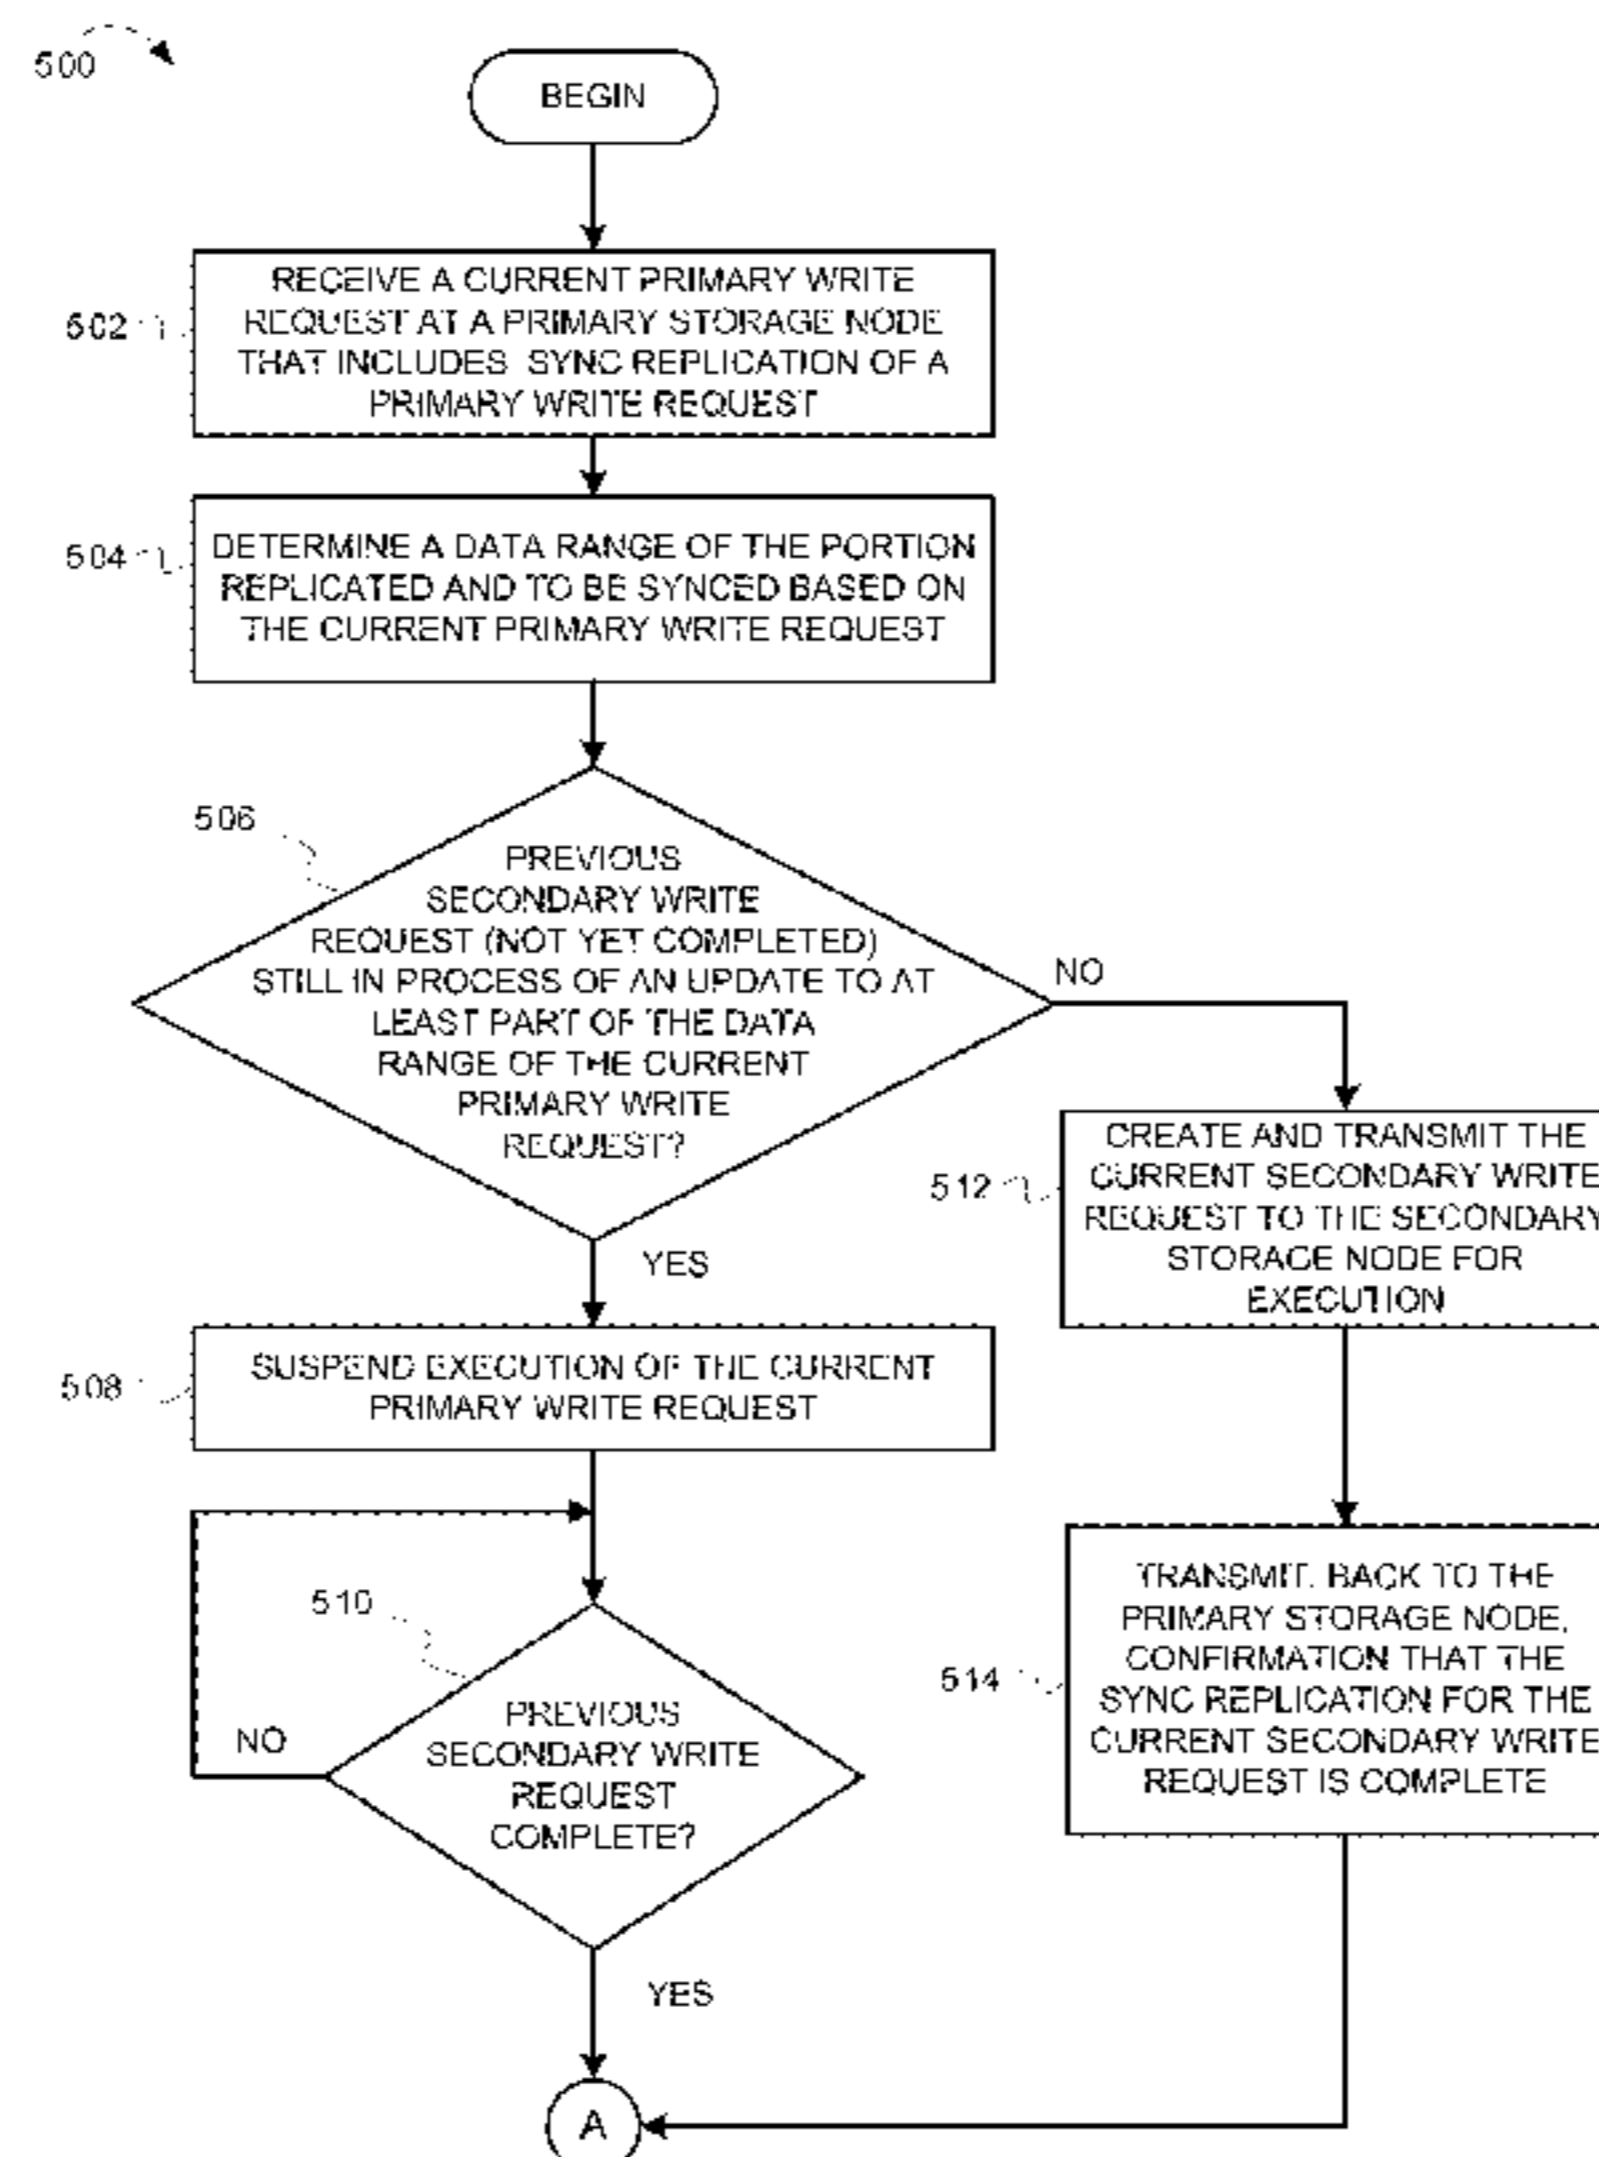 500
BEGIN
502
RECEIVE A CURRENT PRIMARY WRITE
REQUEST AT A PRIMARY STORAGE NODE
THAT INCLUDES SYNC REPLICATION OF A
PRIMARY WRITE REQUEST
504
DETERMINE A DATA RANGE OF THE PORTION
REPLICATED AND TO BE SYNCED BASED ON
THE CURRENT PRIMARY WRITE REQUEST
506
PREVIOUS
SECONDARY WRITE
REQUEST (NOT YET COMPLETED)
STILL IN PROCESS OF AN UPDATE TO AT
LEAST PART OF THE DATA
RANGE OF THE CURRENT
PRIMARY WRITE
REQUEST?
NO
YES
512
CREATE AND TRANSMIT THE
CURRENT SECONDARY WRITE
REQUEST TO THE SECONDARY
STORAGE NODE FOR
EXECUTION
508
SUSPEND EXECUTION OF THE CURRENT
PRIMARY WRITE REQUEST
510
PREVIOUS
SECONDARY WRITE
REQUEST
COMPLETE?
NO
YES
514
TRANSMIT, BACK TO THE
PRIMARY STORAGE NODE,
CONFIRMATION THAT THE
SYNC REPLICATION FOR THE
CURRENT SECONDARY WRITE
REQUEST IS COMPLETE
A